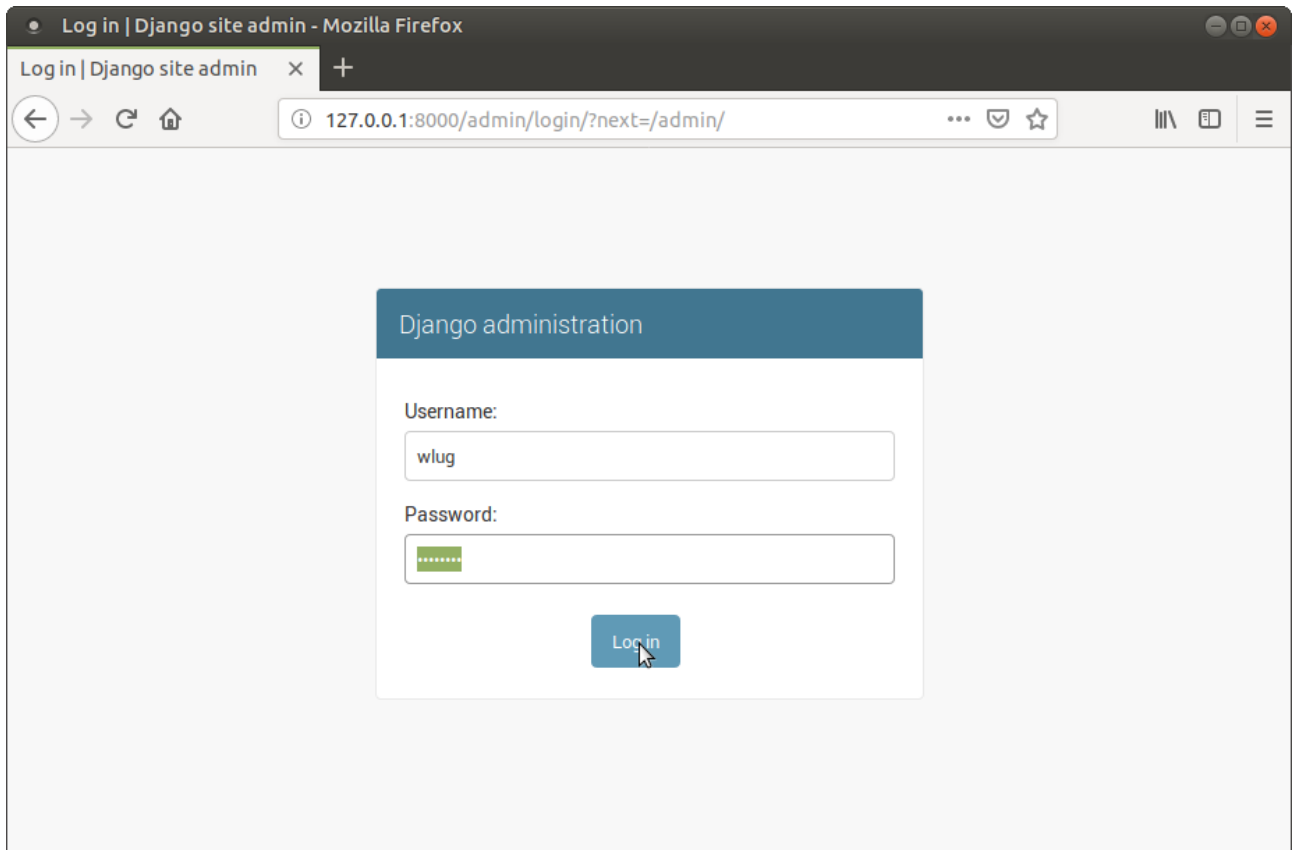 Log in | Django site admin - Mozilla Firefox
Log in | Django site admin
127.0.0.1:8000/admin/login/?next=/admin/
Django administration
Username:
wlug
Password:
••••••••
Log in